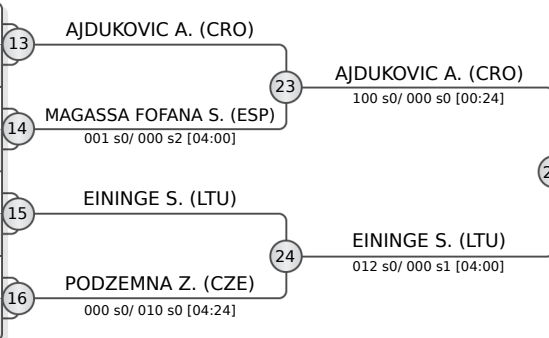 13
AJDUKOVIC A. (CRO)
23
AJDUKOVIC A. (CRO)
100 s0/ 000 s0 [00:24]
14
MAGASSA FOFANA S. (ESP)
001 s0/ 000 s2 [04:00]
15
EININGE S. (LTU)
24
EININGE S. (LTU)
012 s0/ 000 s1 [04:00]
16
PODZEMNA Z. (CZE)
000 s0/ 010 s0 [04:24]